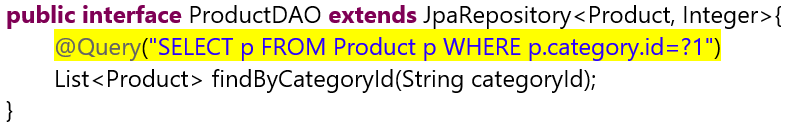 public interface ProductDAO extends JpaRepository<Product, Integer>{
@Query("SELECT p FROM Product p WHERE p.category.id=?1")
List<Product> findByCategoryId(String categoryId);
}